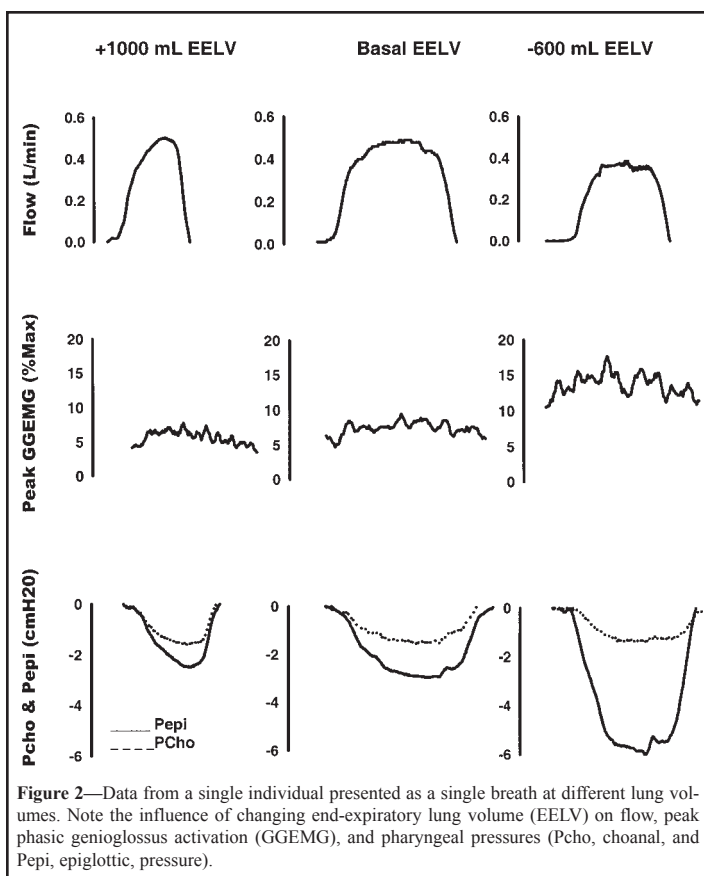 +1000 mL EELV Basal EELV -600 mL EELV
Flow (L/min)
0.6 0.6 0.6
0.4 0.4 0.4
0.2 0.2 0.2
0.0 0.0 0.0
Peak GGEMG (%Max)
20 20 20
15 15 15
10 10 10
5 5 5
0 0 0
Pcho & Pepi (cmH20)
0 0 0
-2 -2 -2
-4 -4 -4
-6 -6 -6
Pepi
PCho
Figure 2—Data from a single individual presented as a single breath at different lung vol-
umes. Note the influence of changing end-expiratory lung volume (EELV) on flow, peak
phasic genioglossus activation (GGEMG), and pharyngeal pressures (Pcho, choanal, and
Pepi, epiglottic, pressure).